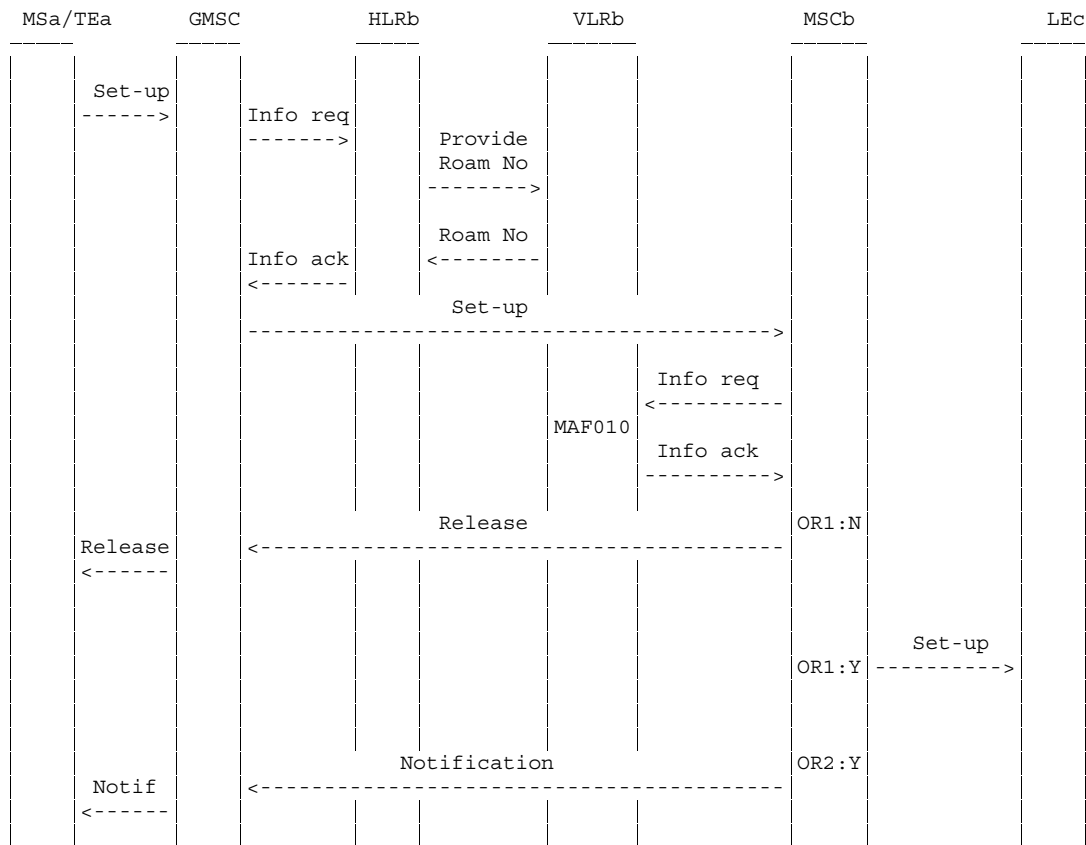 MSa/TEa GMSC HLRb VLRb MSCb LEc
Set-up
------> Info req
-------> Provide
Roam No
-------->
Roam No
Info ack <--------
<-------
Set-up
----------------------------------------->
Info req
<----------
MAF010
Info ack
---------->
Release OR1:N
Release <-----------------------------------------
<------
Set-up
OR1:Y ---------->
Notification OR2:Y
Notif <-----------------------------------------
<------